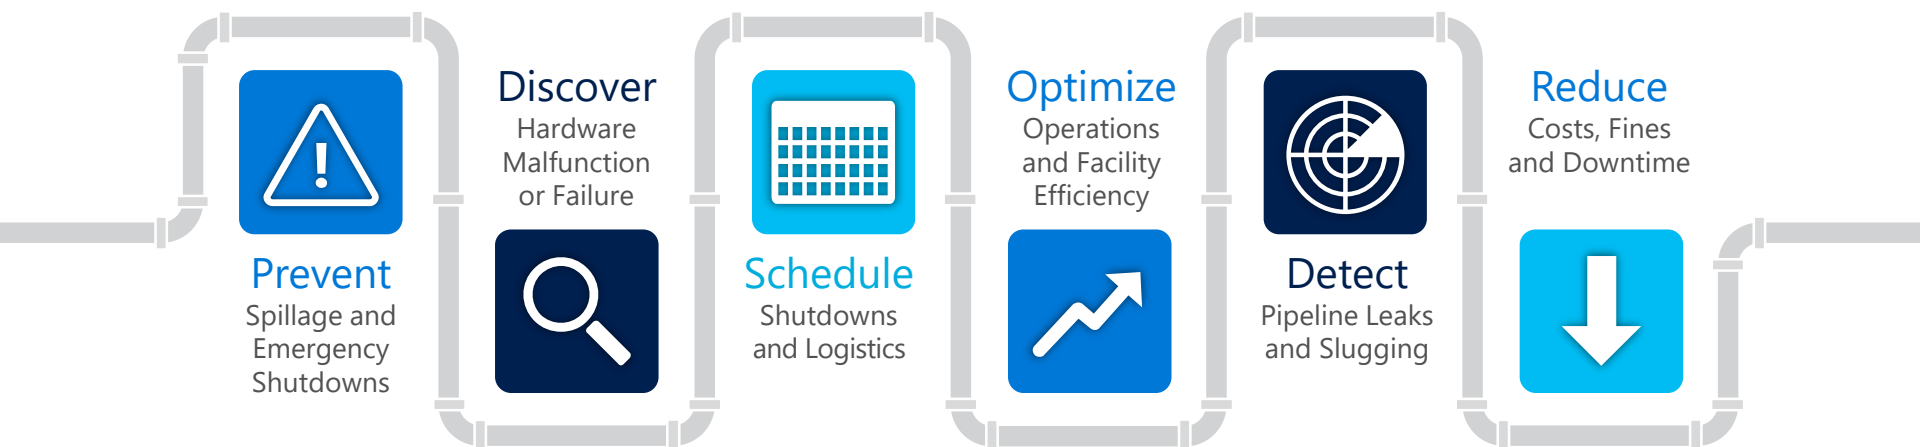 Prevent
Spillage and
Emergency
Shutdowns
Discover
Hardware
Malfunction
or Failure
Schedule
Shutdowns
and Logistics
Optimize
Operations
and Facility
Efficiency
Detect
Pipeline Leaks
and Slugging
Reduce
Costs, Fines
and Downtime